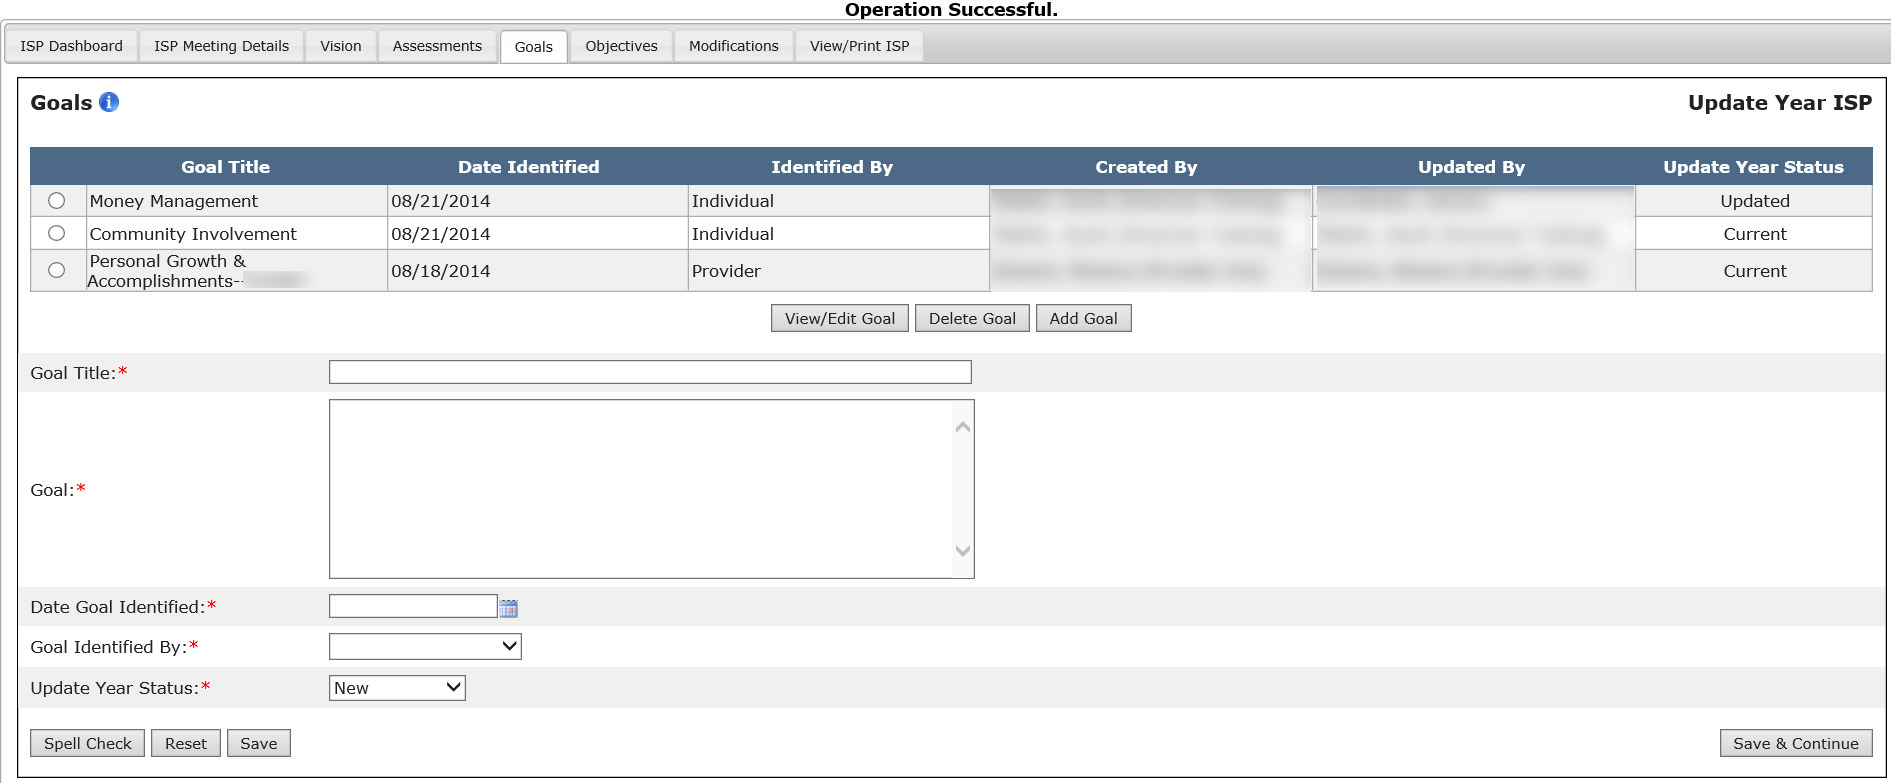 Operation Successful.
ISP Dashboard ISP Meeting Details Vision Assessments Goals Objectives Modifications View/Print ISP
Goals Update Year ISP
Goal Title Date Identified Identified By Created By Updated By Update Year Status
Money Management 08/21/2014 Individual Updated
Community Involvement 08/21/2014 Individual Current
Personal Growth &
Accomplishments-- 08/18/2014 Provider Current
View/Edit Goal Delete Goal Add Goal
Goal Title:*
Goal:*
Date Goal Identified:*
Goal Identified By:*
Update Year Status:* New
Spell Check Reset Save Save & Continue